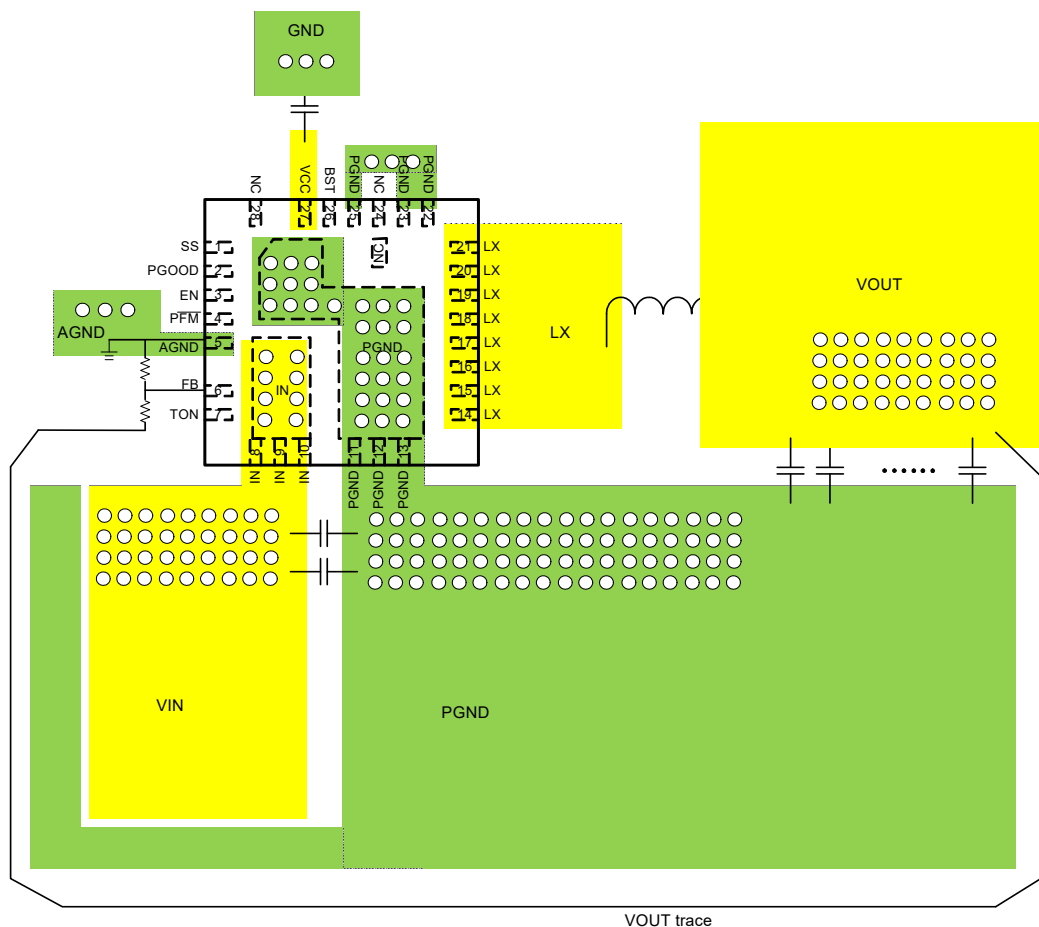 GND
NC 28
VCC 27
BST 26
PGND 25
NC 24
PGND 23
PGND 22
NC
SS 1
PGOOD 2
EN 3
PFM 4
AGND
AGND 5
FB 6
TON 7
IN
PGND
21 LX
20 LX
19 LX
18 LX
17 LX
16 LX
15 LX
14 LX
LX
VOUT
IN 8
IN 9
IN 10
PGND 11
PGND 12
PGND 13
VIN
PGND
VOUT trace